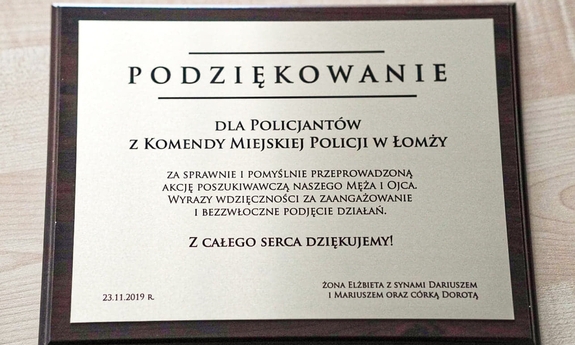 PODZIĘKOWANIE
DLA POLICJANTÓW
Z KOMENDY MIEJSKIEJ POLICJI W ŁOMŻY
ZA SPRAWNIE I POMYŚLNIE PRZEPROWADZONĄ
AKCJĘ POSZUKIWAWCZĄ NASZEGO MĘŻA I OJCA.
WYRAZY WDZIĘCZNOŚCI ZA ZAANGAŻOWANIE
I BEZZWŁOCZNE PODJĘCIE DZIAŁAŃ.
Z CAŁEGO SERCA DZIĘKUJEMY!
23.11.2019 R.
ŻONA ELŻBIETA Z SYNAMI DARIUSZEM
I MARIUSZEM ORAZ CÓRKĄ DOROTĄ